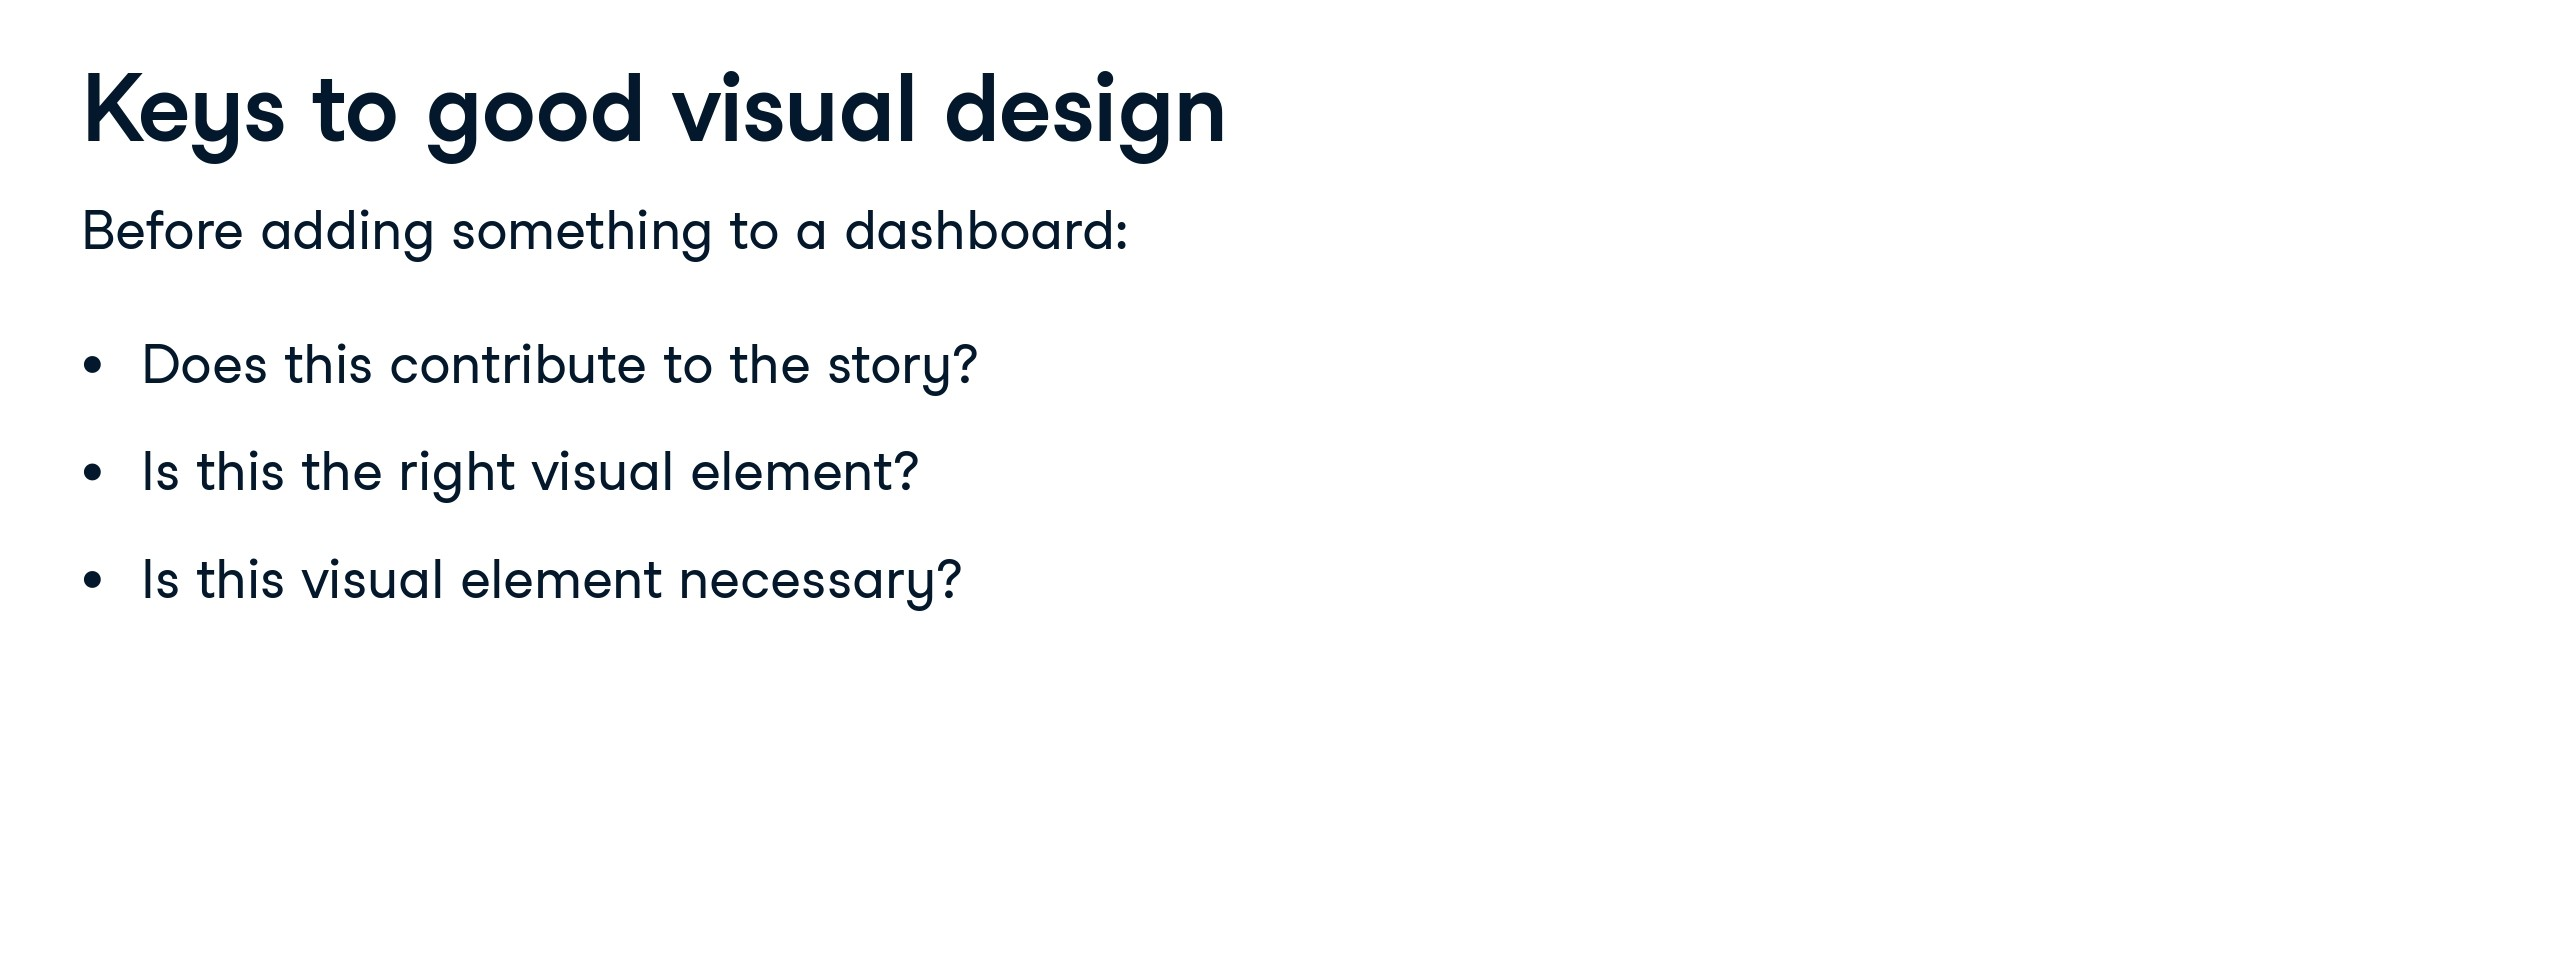 Keys to good visual design
Before adding something to a dashboard:
• Does this contribute to the story?
• Is this the right visual element?
• Is this visual element necessary?